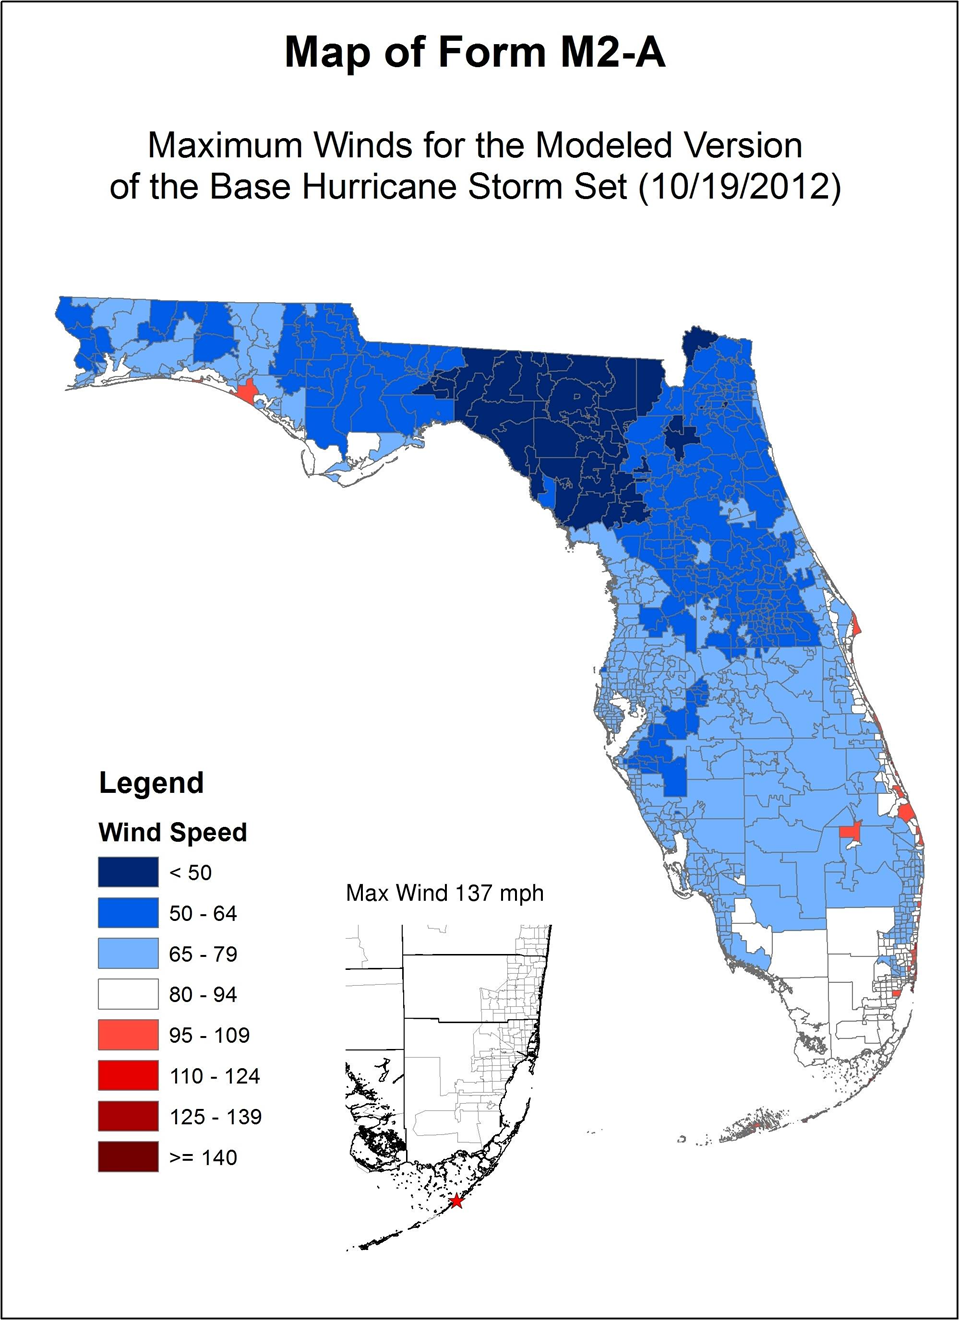 Map of Form M2-A
Maximum Winds for the Modeled Version
of the Base Hurricane Storm Set (10/19/2012)
Legend
Wind Speed
< 50
50 - 64
65 - 79
80 - 94
95 - 109
110 - 124
125 - 139
>= 140
Max Wind 137 mph